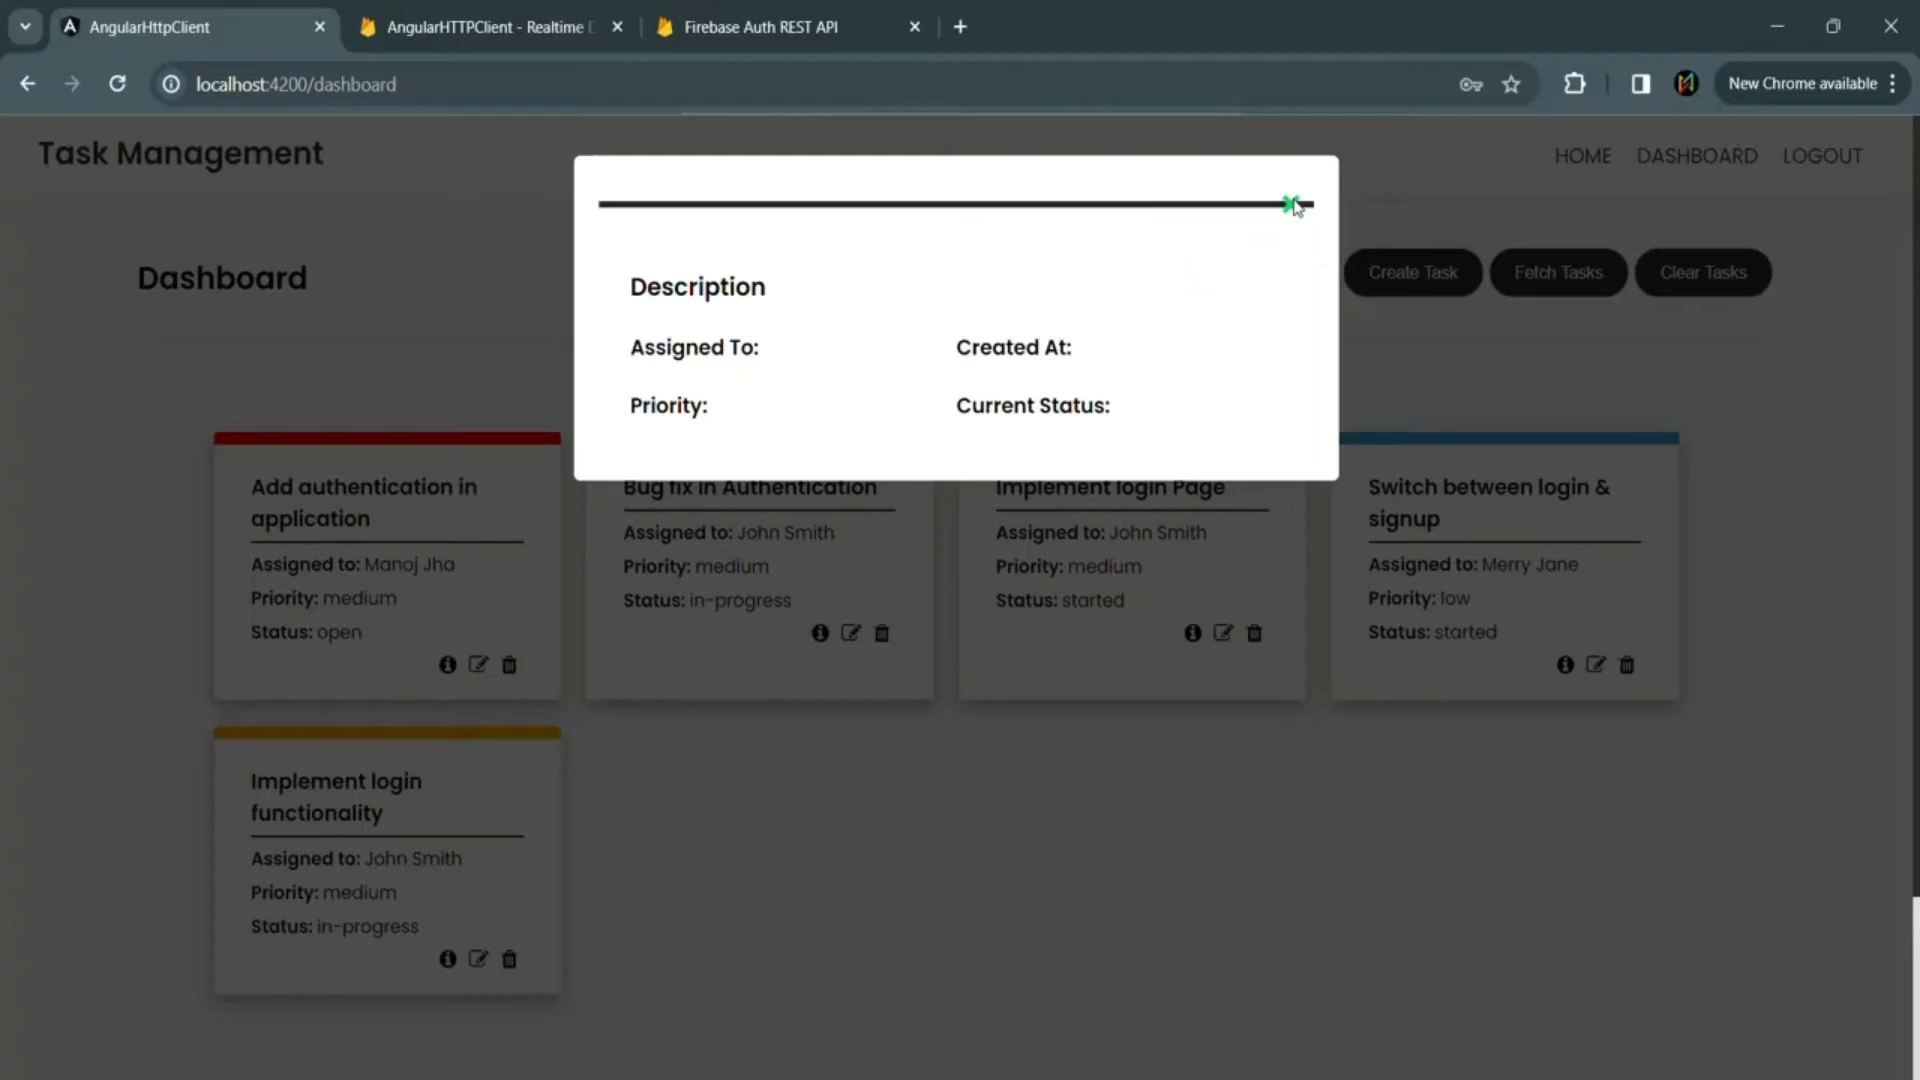 AngularHttpClient
AngularHTTPClient - Realtime
Firebase Auth REST API
localhost:4200/dashboard
New Chrome available
Task Management
HOME
DASHBOARD
LOGOUT
Dashboard
Create Task
Fetch Tasks
Clear Tasks
Description
Assigned To:
Created At:
Priority:
Current Status:
Add authentication in
application
Assigned to: Manoj Jha
Priority: medium
Status: open
Bug fix in Authentication
Assigned to: John Smith
Priority: medium
Status: in-progress
Implement login Page
Assigned to: John Smith
Priority: medium
Status: started
Switch between login &
signup
Assigned to: Merry Jane
Priority: low
Status: started
Implement login
functionality
Assigned to: John Smith
Priority: medium
Status: in-progress